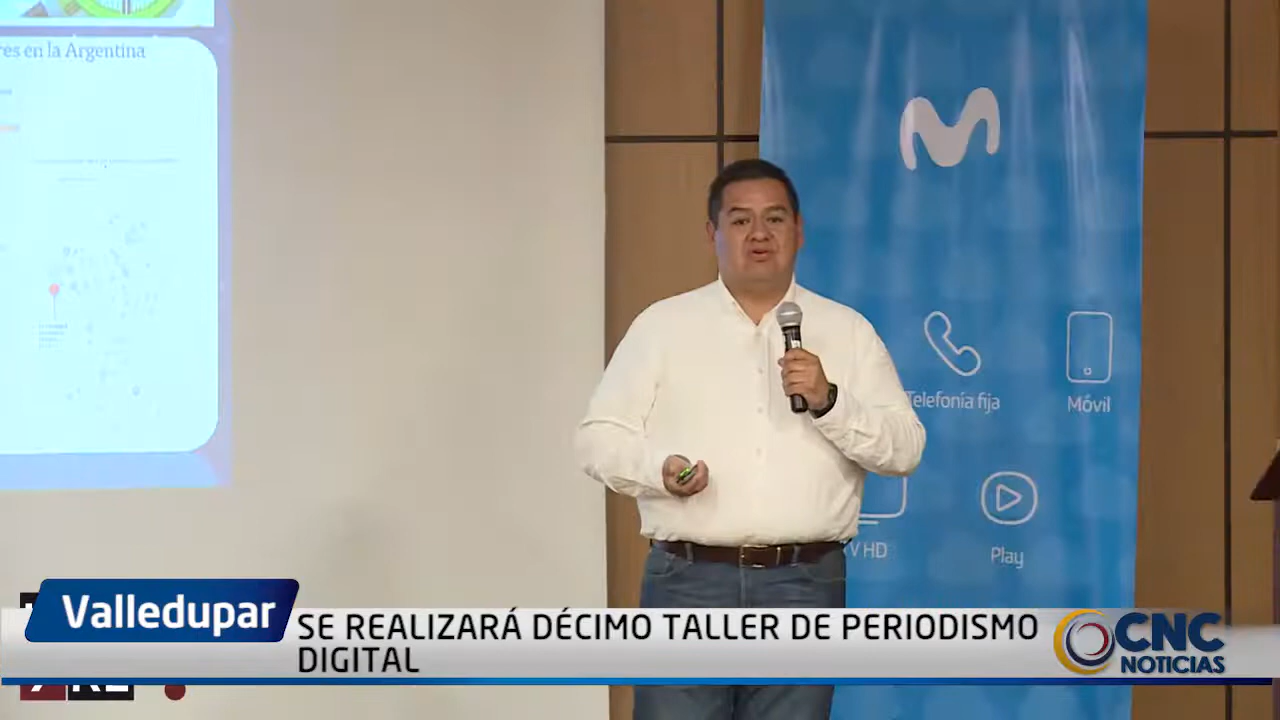 res en la Argentina
Telefonía fija
Móvil
V HD
Play
Valledupar
SE REALIZARÁ DÉCIMO TALLER DE PERIODISMO
DIGITAL
CNC
NOTICIAS